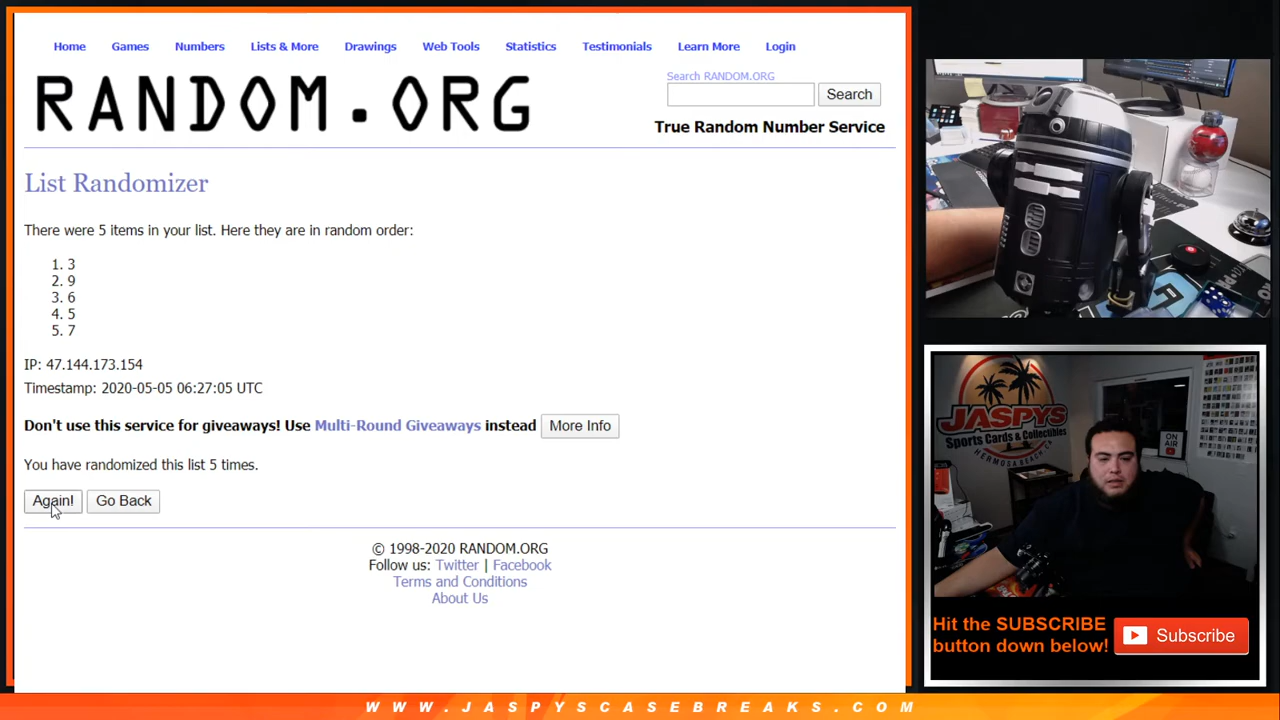 Home Games Numbers Lists & More Drawings Web Tools Statistics Testimonials Learn More Login
RANDOM.ORG
Search RANDOM.ORG
Search
True Random Number Service
List Randomizer
There were 5 items in your list. Here they are in random order:
1. 3
2. 9
3. 6
4. 5
5. 7
IP: 47.144.173.154
Timestamp: 2020-05-05 06:27:05 UTC
Don't use this service for giveaways! Use Multi-Round Giveaways instead More Info
You have randomized this list 5 times.
Again! Go Back
© 1998-2020 RANDOM.ORG
Follow us: Twitter | Facebook
Terms and Conditions
About Us
JASPYS
Sports Cards & Collectibles
HERMOSA BEACH, CA
ON
AIR
Hit the SUBSCRIBE
button down below!
Subscribe
WWW.JASPYSCASEBREAKS.COM